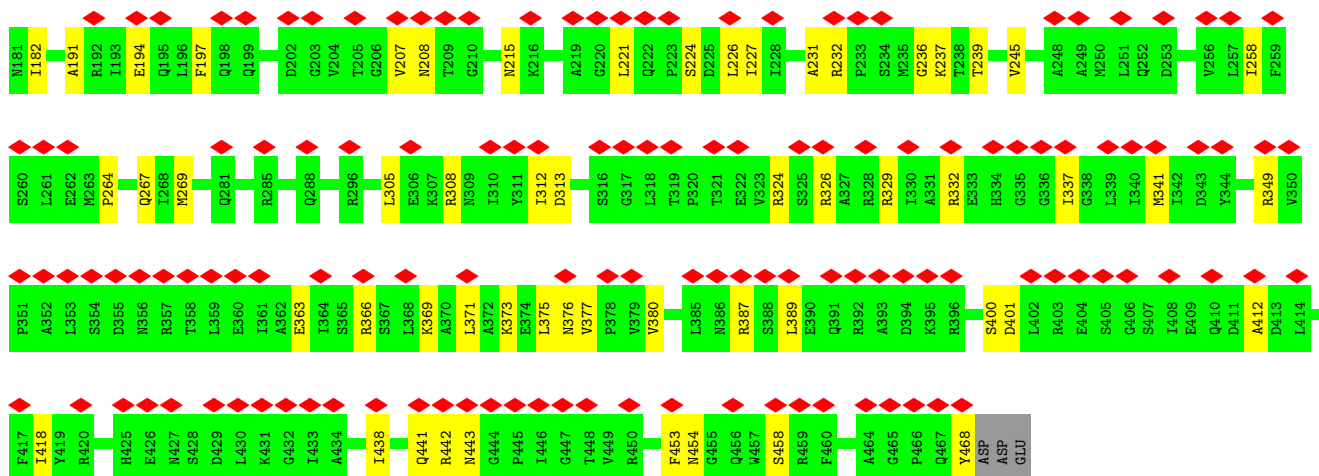 N181 I182 A191 R192 I193 E194 Q195 L196 F197 Q198 Q199 D202 G203 V204 T205 G206 V207 N208 T209 G210 N215 K216 A219 G220 L221 Q222 P223 S224 D225 L226 I227 I228 A231 R232 P233 S234 M235 G236 K237 T238 T239 V245 A248 A249 M250 L251 Q252 D253 V256 L257 I258 F259
S260 L261 E262 M263 P264 Q267 I268 M269 Q281 R285 Q288 R296 L305 E306 K307 R308 N309 I310 Y311 I312 D313 S316 G317 L318 T319 P320 T321 E322 V323 R324 S325 R326 A327 R328 R329 I330 A331 R332 E333 H334 G335 G336 I337 G338 L339 I340 M341 I342 D343 Y344 R349 V350
P351 A352 L353 S354 D355 N356 R357 T358 L359 E360 I361 A362 E363 I364 S365 R366 S367 L368 K369 A370 L371 A372 K373 E374 L375 N376 V377 P378 V379 V380 L385 N386 R387 S388 L389 E390 Q391 R392 A393 D394 K395 R396 S400 D401 L402 R403 E404 S405 G406 S407 I408 E409 Q410 D411 A412 D413 L414
F417 I418 Y419 R420 H425 E426 N427 S428 D429 L430 K431 G432 I433 A434 I438 Q441 R442 N443 G444 P445 I446 G447 T448 V449 R450 F453 N454 G455 Q456 W457 S458 R459 F460 A464 G465 P466 Q467 Y468 ASP ASP GLU